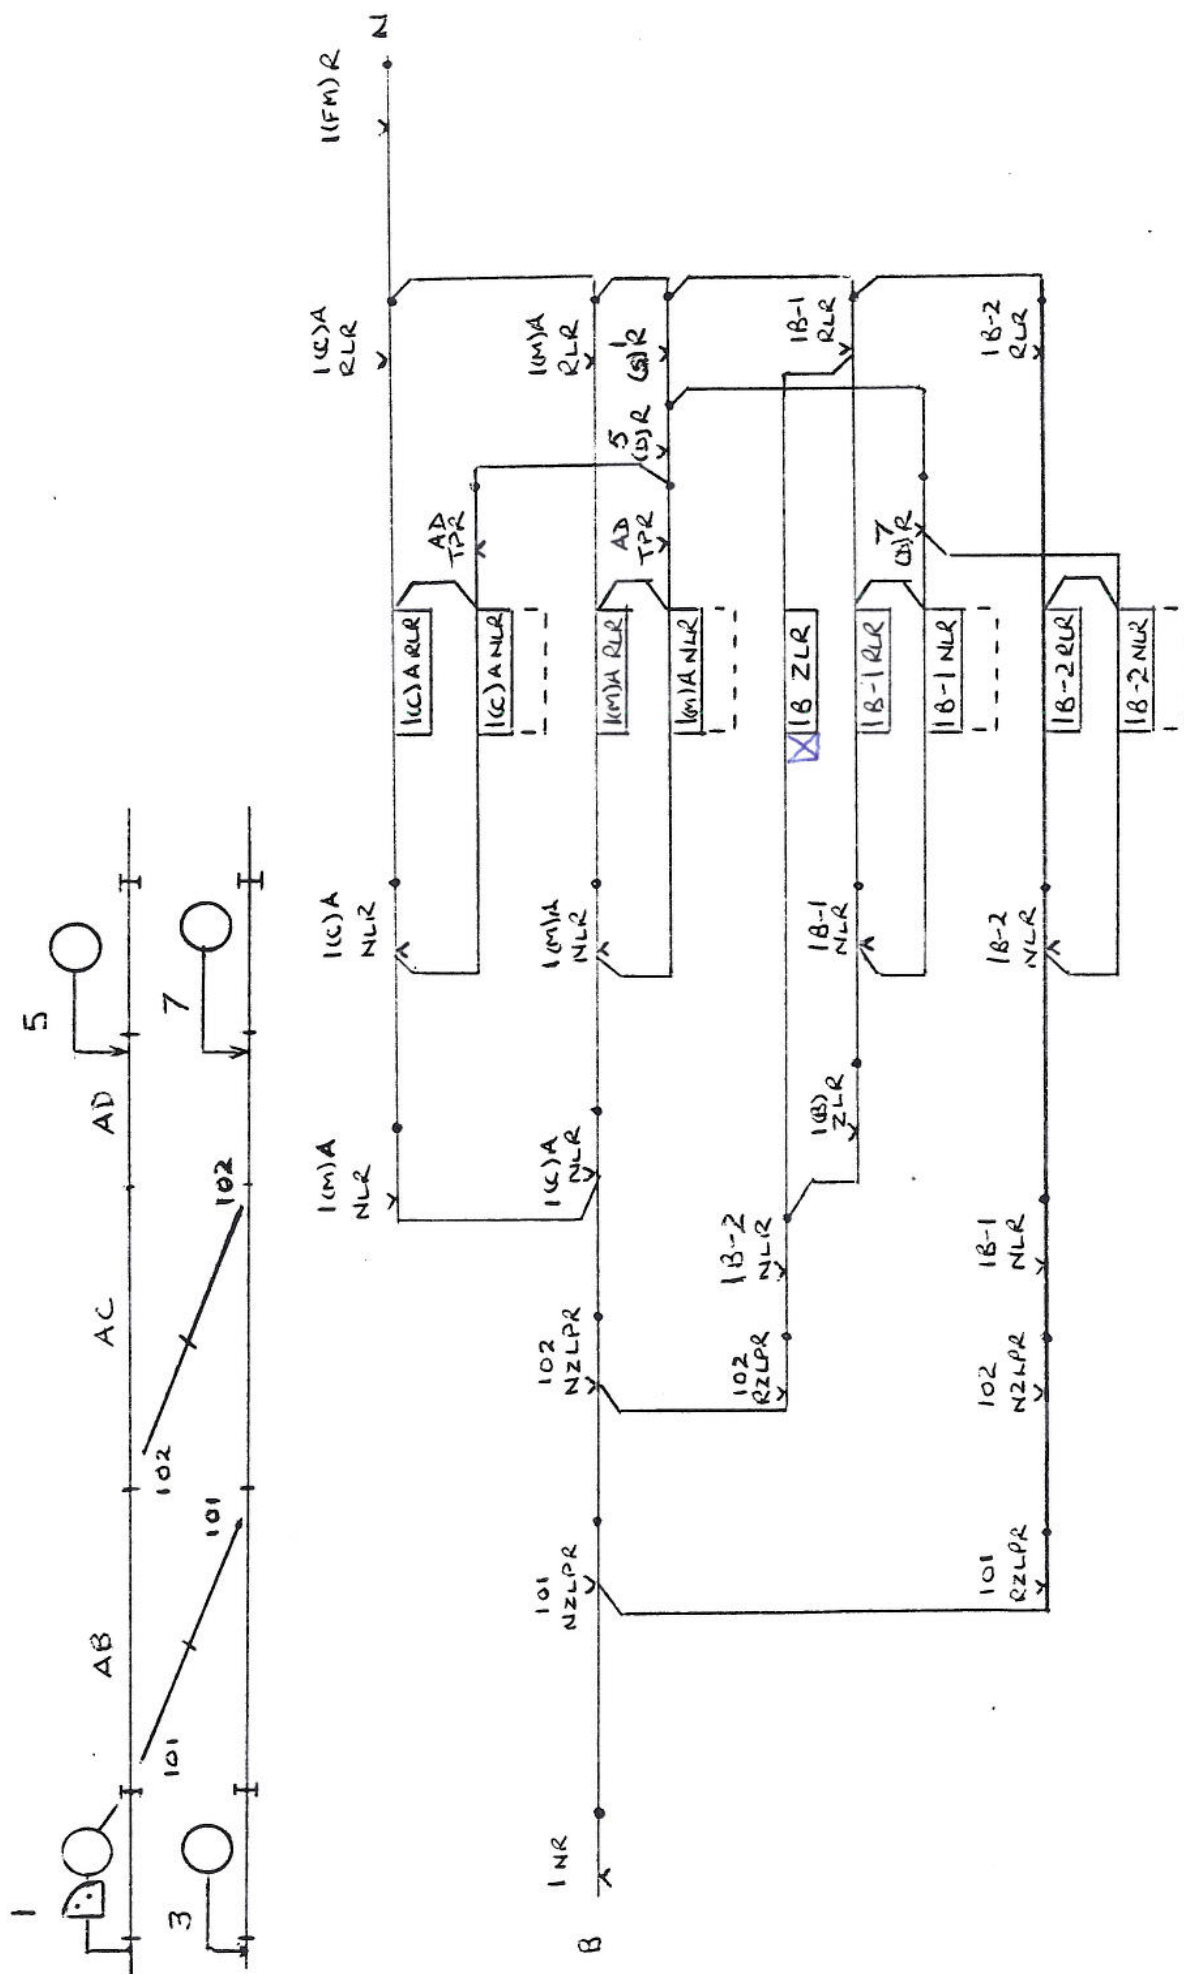 1
3
5
7
AB
AC
AD
101
101
102
102
B
N
1 NR
101
NZLPR
102
NZLPR
1(M)A
NLR
1(C)A
NLR
1(C)A
NLR
1(C)A RLR
1(C)A NLR
AD
TPR
1(C)A
RLR
1(FM)R
1(M)A
NLR
1(M)A RLR
1(M)A NLR
AD
TPR
5
(D)R
1(M)A
RLR
1
(S)R
102
RZLPR
1B-2
NLR
1B ZLR
1(B)
ZLR
1B-1
NLR
1B-1 RLR
1B-1 NLR
7
(D)R
1B-1
RLR
101
RZLPR
102
NZLPR
1B-1
NLR
1B-2
NLR
1B-2 RLR
1B-2 NLR
1B-2
RLR